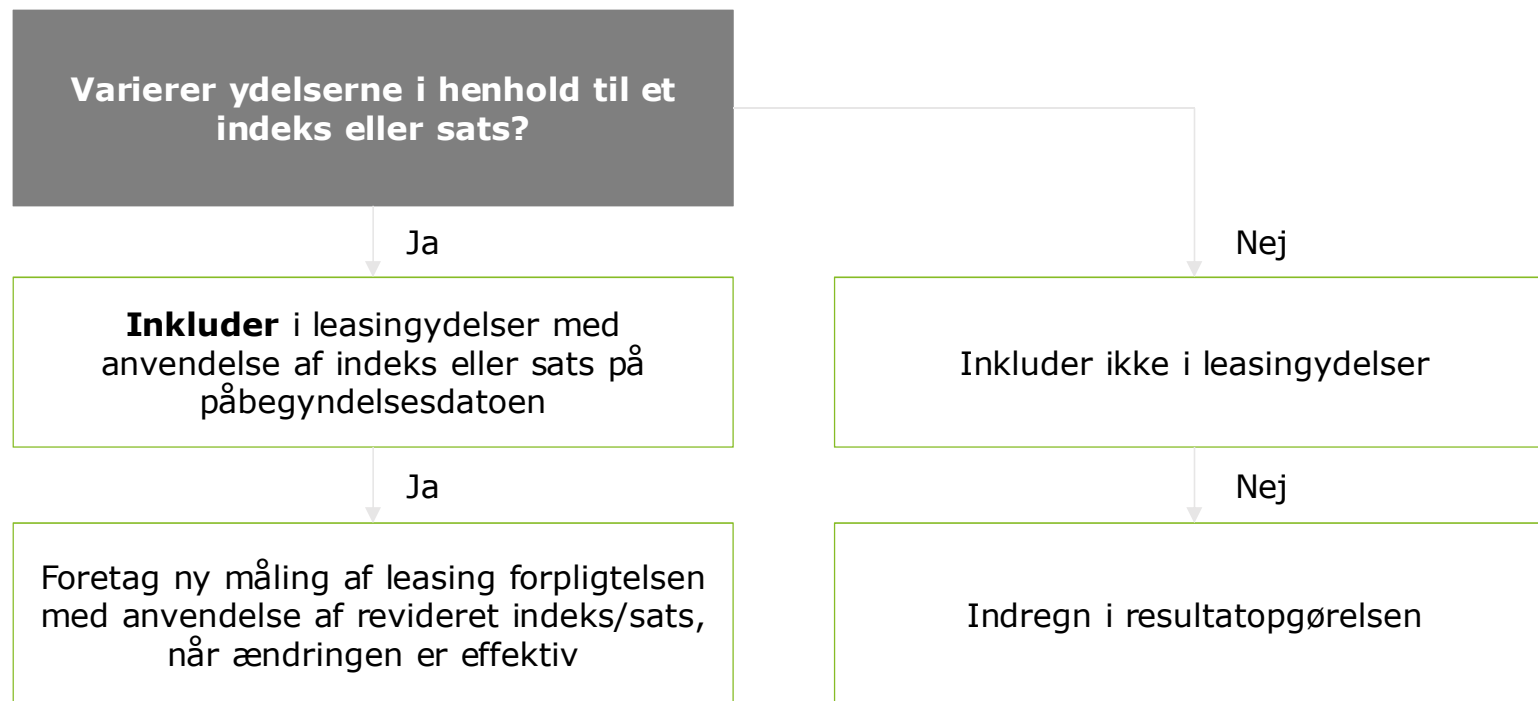 Varierer ydelserne i henhold til et
indeks eller sats?
Ja
Nej
Inkluder i leasingydelser med
anvendelse af indeks eller sats på
påbegyndelsesdatoen
Inkluder ikke i leasingydelser
Ja
Nej
Foretag ny måling af leasing forpligtelsen
med anvendelse af revideret indeks/sats,
når ændringen er effektiv
Indregn i resultatopgørelsen